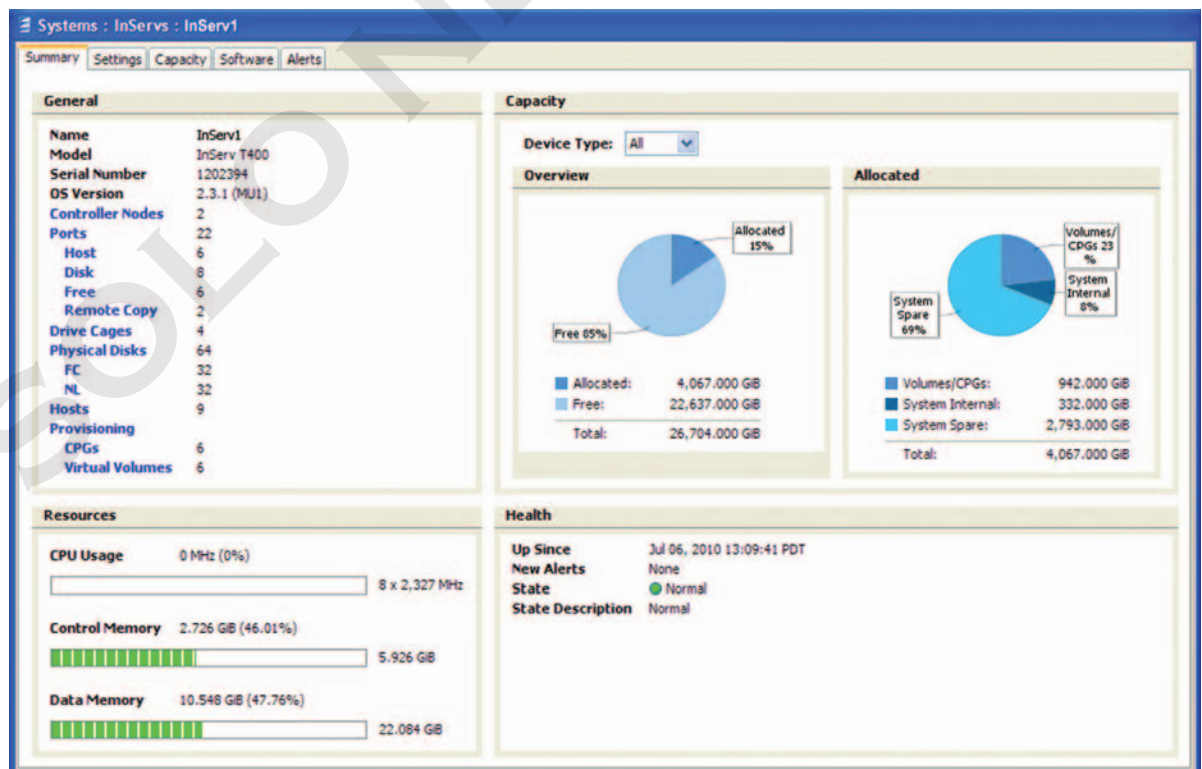 Systems : InServs : InServ1
Summary Settings Capacity Software Alerts
General
Name InServ1
Model InServ T400
Serial Number 1202394
OS Version 2.3.1 (MU1)
Controller Nodes 2
Ports 22
Host 6
Disk 8
Free 6
Remote Copy 2
Drive Cages 4
Physical Disks 64
FC 32
NL 32
Hosts 9
Provisioning
CPGs 6
Virtual Volumes 6
Capacity
Device Type: All
Overview
Allocated
15%
Free 85%
Allocated: 4,067.000 GiB
Free: 22,637.000 GiB
Total: 26,704.000 GiB
Allocated
Volumes/
CPGs 23
%
System
Internal
8%
System
Spare
69%
Volumes/CPGs: 942.000 GiB
System Internal: 332.000 GiB
System Spare: 2,793.000 GiB
Total: 4,067.000 GiB
Resources
CPU Usage 0 MHz (0%)
8 x 2,327 MHz
Control Memory 2.726 GiB (46.01%)
5.926 GiB
Data Memory 10.548 GiB (47.76%)
22.084 GiB
Health
Up Since Jul 06, 2010 13:09:41 PDT
New Alerts None
State Normal
State Description Normal
SOLO N